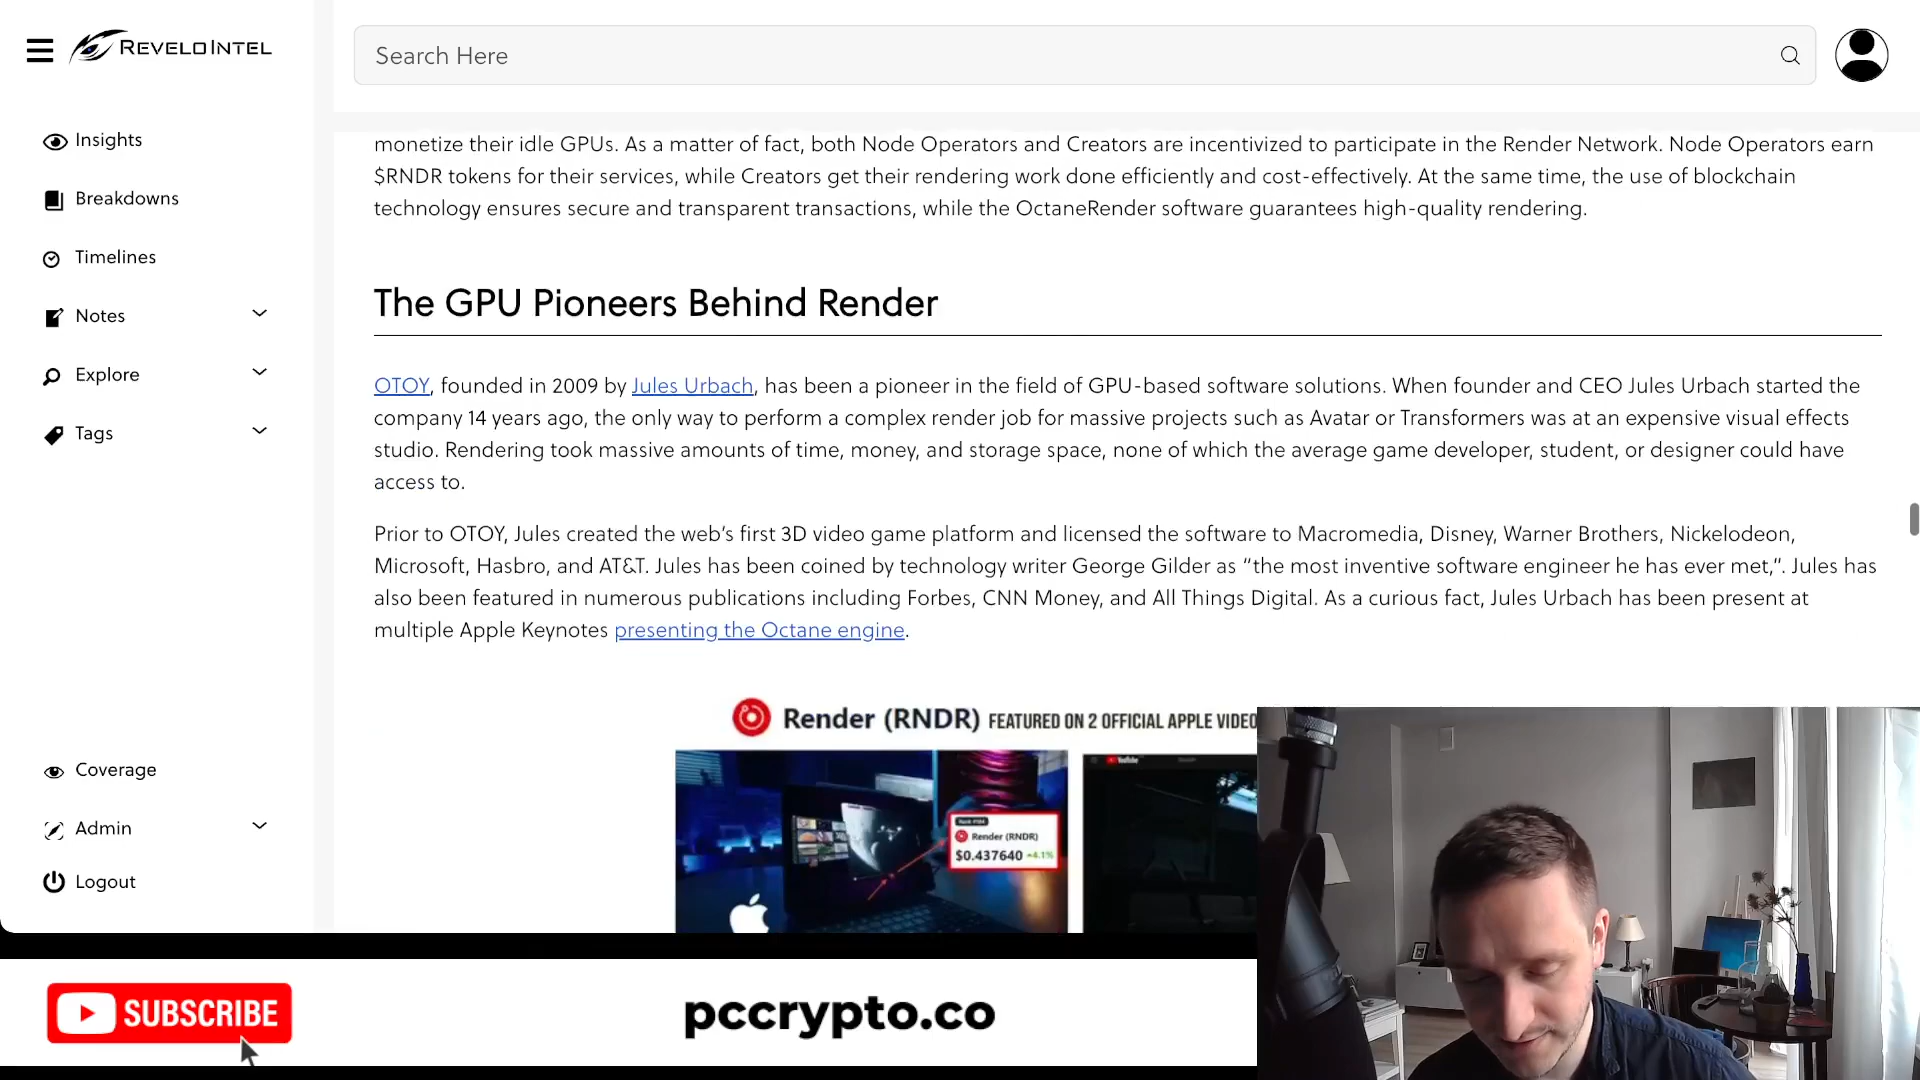 REVELOINTEL
Search Here
Insights
Breakdowns
Timelines
Notes
Explore
Tags
Coverage
Admin
Logout
monetize their idle GPUs. As a matter of fact, both Node Operators and Creators are incentivized to participate in the Render Network. Node Operators earn
$RNDR tokens for their services, while Creators get their rendering work done efficiently and cost-effectively. At the same time, the use of blockchain
technology ensures secure and transparent transactions, while the OctaneRender software guarantees high-quality rendering.
The GPU Pioneers Behind Render
OTOY, founded in 2009 by Jules Urbach, has been a pioneer in the field of GPU-based software solutions. When founder and CEO Jules Urbach started the
company 14 years ago, the only way to perform a complex render job for massive projects such as Avatar or Transformers was at an expensive visual effects
studio. Rendering took massive amounts of time, money, and storage space, none of which the average game developer, student, or designer could have
access to.
Prior to OTOY, Jules created the web’s first 3D video game platform and licensed the software to Macromedia, Disney, Warner Brothers, Nickelodeon,
Microsoft, Hasbro, and AT&T. Jules has been coined by technology writer George Gilder as “the most inventive software engineer he has ever met,”. Jules has
also been featured in numerous publications including Forbes, CNN Money, and All Things Digital. As a curious fact, Jules Urbach has been present at
multiple Apple Keynotes presenting the Octane engine.
Render (RNDR) FEATURED ON 2 OFFICIAL APPLE VIDEO
Render (RNDR)
$0.437640 4.1%
YouTube
SUBSCRIBE
pccrypto.co